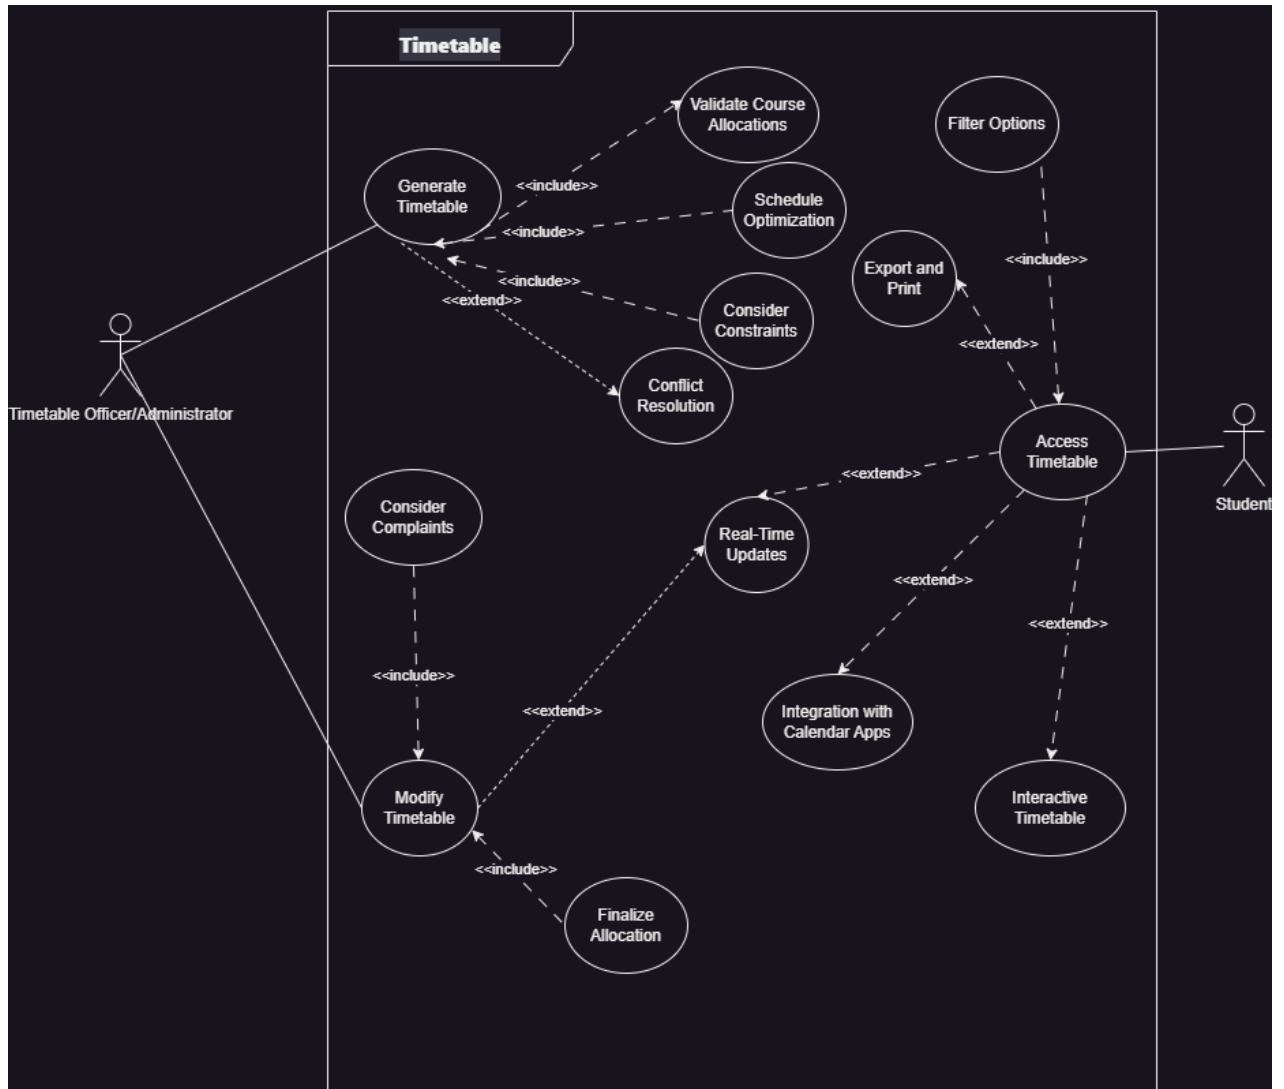 Timetable
Validate Course
Allocations
Filter Options
Generate
Timetable
<<include>>
Schedule
Optimization
<<include>>
Export and
Print
<<include>>
<<include>>
<<extend>>
Consider
Constraints
<<extend>>
Conflict
Resolution
Timetable Officer/Administrator
Access
Timetable
Student
<<extend>>
Consider
Complaints
Real-Time
Updates
<<extend>>
<<extend>>
<<include>>
<<extend>>
Integration with
Calendar Apps
Modify
Timetable
Interactive
Timetable
<<include>>
Finalize
Allocation